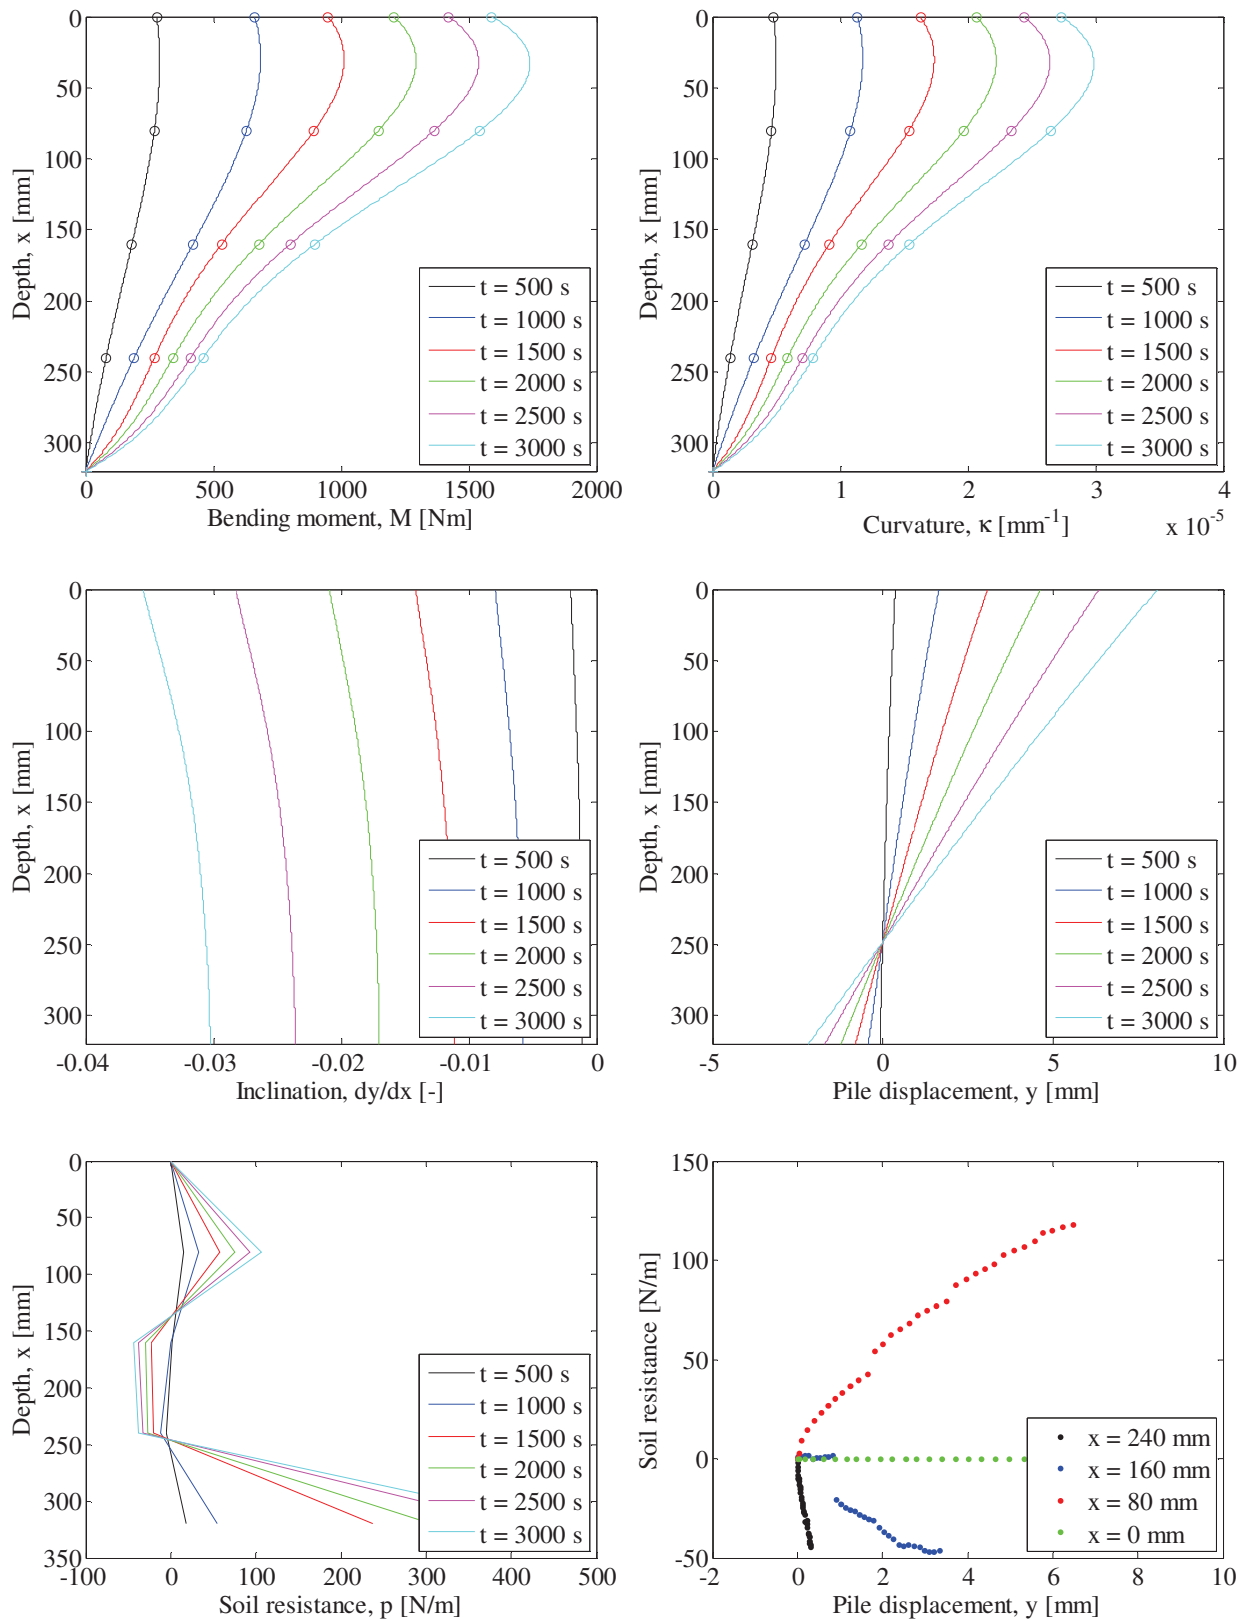 0
50
100
150
200
250
300
Depth, x [mm]
t = 500 s
t = 1000 s
t = 1500 s
t = 2000 s
t = 2500 s
t = 3000 s
0 500 1000 1500 2000
Bending moment, M [Nm]
0
50
100
150
200
250
300
Depth, x [mm]
t = 500 s
t = 1000 s
t = 1500 s
t = 2000 s
t = 2500 s
t = 3000 s
0 1 2 3 4
x 10⁻⁵
Curvature, κ [mm⁻¹]
0
50
100
150
200
250
300
Depth, x [mm]
t = 500 s
t = 1000 s
t = 1500 s
t = 2000 s
t = 2500 s
t = 3000 s
-0.04 -0.03 -0.02 -0.01 0
Inclination, dy/dx [-]
0
50
100
150
200
250
300
Depth, x [mm]
t = 500 s
t = 1000 s
t = 1500 s
t = 2000 s
t = 2500 s
t = 3000 s
-5 0 5 10
Pile displacement, y [mm]
0
50
100
150
200
250
300
350
Depth, x [mm]
t = 500 s
t = 1000 s
t = 1500 s
t = 2000 s
t = 2500 s
t = 3000 s
-100 0 100 200 300 400 500
Soil resistance, p [N/m]
150
100
50
0
-50
Soil resistance [N/m]
x = 240 mm
x = 160 mm
x = 80 mm
x = 0 mm
-2 0 2 4 6 8 10
Pile displacement, y [mm]